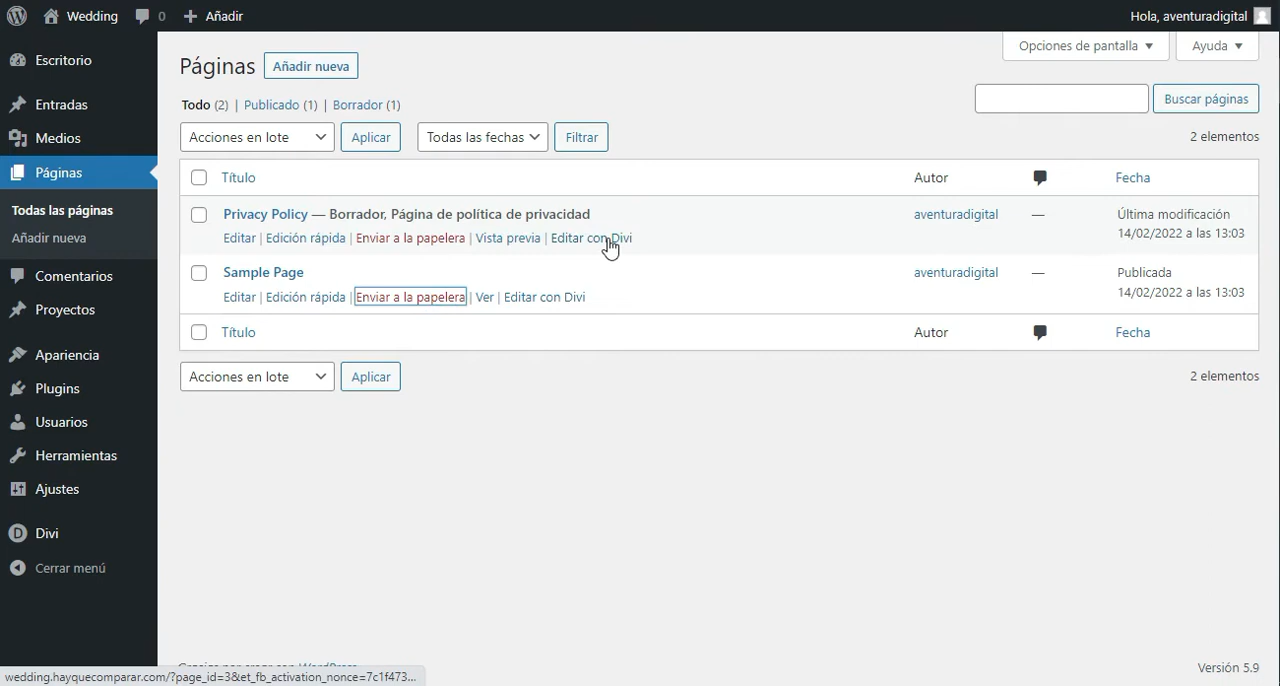 Wedding 0 Añadir Hola, aventuradigital
Escritorio
Entradas
Medios
Páginas
Todas las páginas
Añadir nueva
Comentarios
Proyectos
Apariencia
Plugins
Usuarios
Herramientas
Ajustes
Divi
Cerrar menú
Opciones de pantalla Ayuda
Páginas Añadir nueva
Todo (2) | Publicado (1) | Borrador (1)
Buscar páginas
Acciones en lote Aplicar Todas las fechas Filtrar 2 elementos
Título Autor Fecha
Privacy Policy — Borrador, Página de política de privacidad aventuradigital — Última modificación
14/02/2022 a las 13:03
Editar | Edición rápida | Enviar a la papelera | Vista previa | Editar con Divi
Sample Page aventuradigital — Publicada
14/02/2022 a las 13:03
Editar | Edición rápida | Enviar a la papelera | Ver | Editar con Divi
Título Autor Fecha
Acciones en lote Aplicar 2 elementos
Versión 5.9
wedding.hayquecomparar.com/?page_id=3&et_fb_activation_nonce=7c1f473...